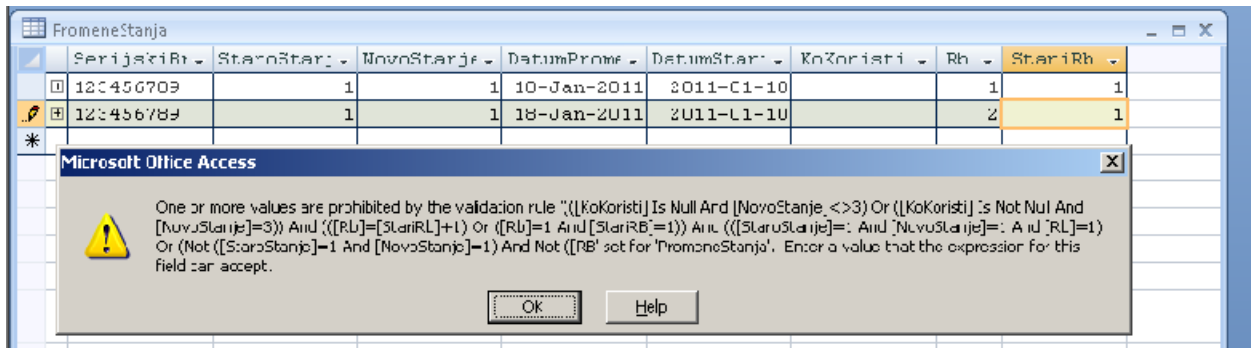 PromeneStanja
SerijskiBr StaroStanj NovoStanje DatumProme DatumStan KoKoristi Rb StariRb
123456789 1 1 10-Jan-2011 2011-01-10 1 1
123456789 1 1 18-Jan-2011 2011-01-10 2 1
Microsoft Office Access
One or more values are prohibited by the validation rule '(([KoKoristi] Is Null And [NovoStanje]<>3) Or ([KoKoristi] Is Not Null And
[NovoStanje]=3)) And (([Rb]=[StariRb]+1) Or ([Rb]=1 And [StariRB]=1)) And (([StaroStanje]=1 And [NovoStanje]=1 And [Rb]=1)
Or (Not ([StaroStanje]=1 And [NovoStanje]=1) And Not ([RB' set for 'PromeneStanja'. Enter a value that the expression for this
field can accept.
OK Help